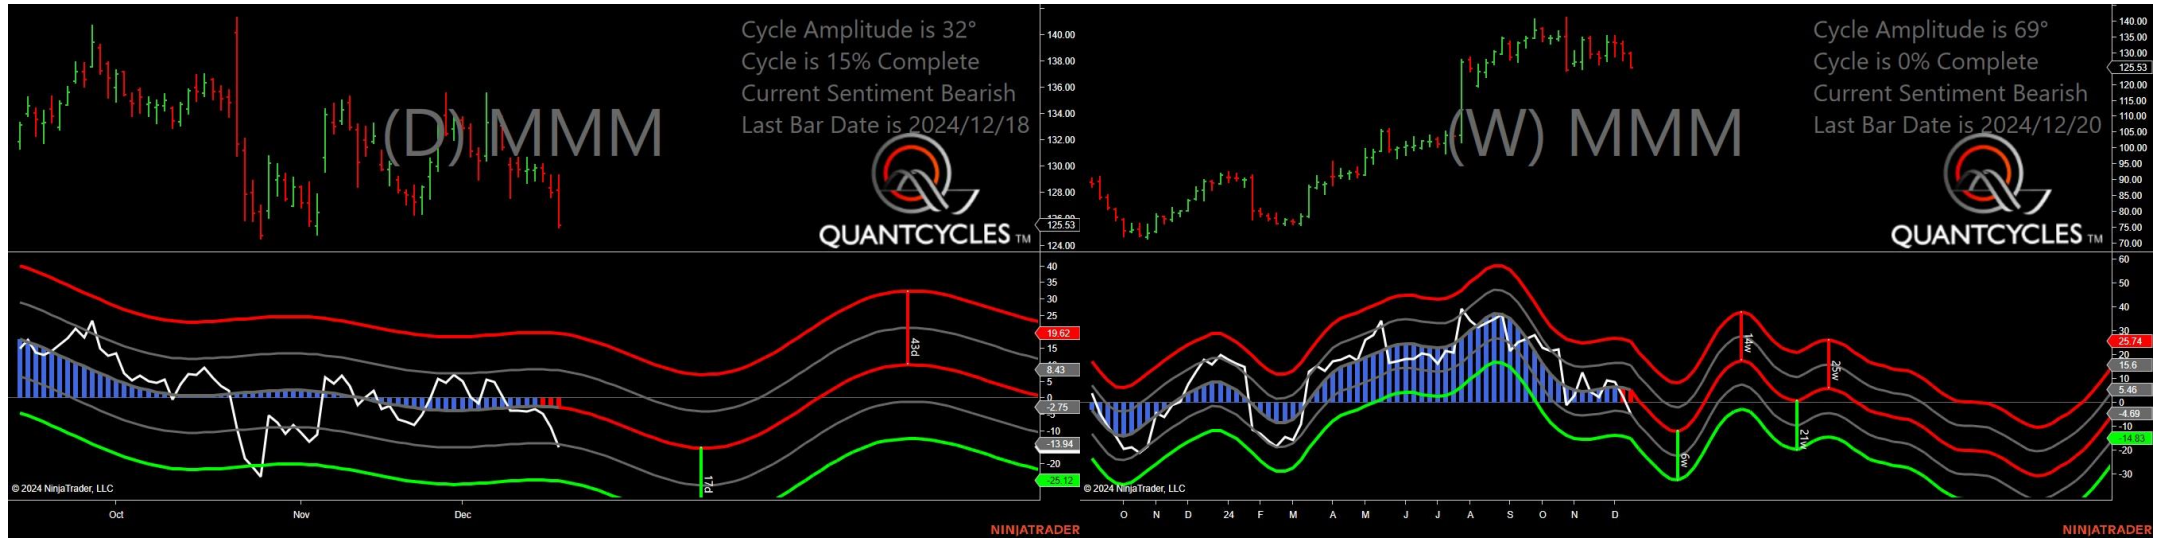 Cycle Amplitude is 32°
Cycle is 15% Complete
Current Sentiment Bearish
Last Bar Date is 2024/12/18
(D) MMM
QUANTCYCLES TM
140.00
138.00
136.00
134.00
132.00
130.00
128.00
126.00
125.53
124.00
40
35
30
25
19.62
15
8.43
5
0
-2.75
-10
-13.94
-20
-25.12
43d
17d
© 2024 NinjaTrader, LLC
Oct
Nov
Dec
NINJATRADER
Cycle Amplitude is 69°
Cycle is 0% Complete
Current Sentiment Bearish
Last Bar Date is 2024/12/20
(W) MMM
QUANTCYCLES TM
140.00
135.00
130.00
125.53
120.00
115.00
110.00
105.00
100.00
95.00
90.00
85.00
80.00
75.00
70.00
60
50
40
30
25.74
20
15.6
10
5.46
0
-4.69
-10
-14.83
-20
-30
14w
25w
6w
21w
© 2024 NinjaTrader, LLC
O N D 24 F M A M J J A S O N D
NINJATRADER